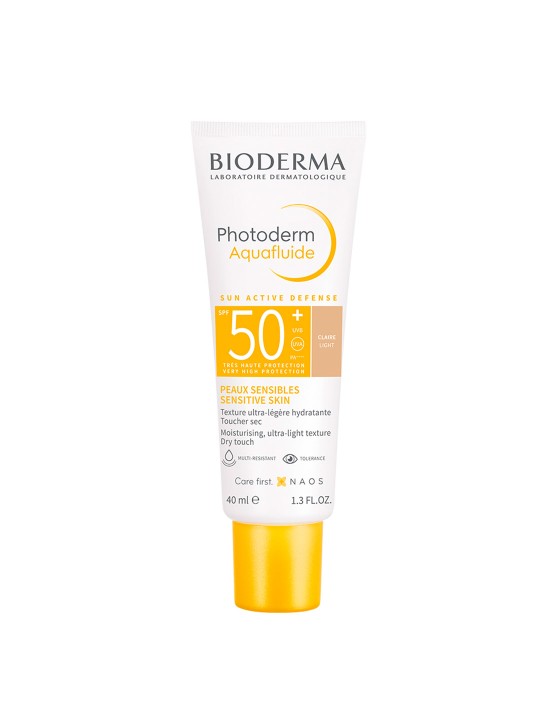 BIODERMA
LABORATOIRE DERMATOLOGIQUE
Photoderm
Aquafluide
SUN ACTIVE DEFENSE
SPF 50+
UVB
UVA
PA++++
CLAIRE
LIGHT
TRÈS HAUTE PROTECTION
VERY HIGH PROTECTION
PEAUX SENSIBLES
SENSITIVE SKIN
Texture ultra-légère hydratante
Toucher sec
Moisturising, ultra-light texture
Dry touch
MULTI-RESISTANT TOLERANCE
Care first. NAOS
40 ml ℮ 1.3 FL.OZ.